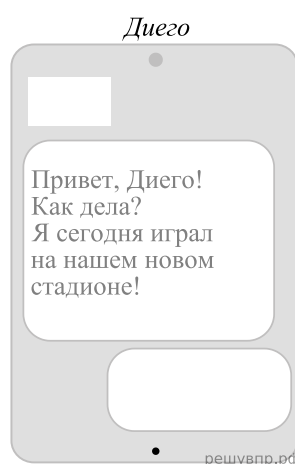 Диего
Привет, Диего!
Как дела?
Я сегодня играл
на нашем новом
стадионе!
решувпр.рф